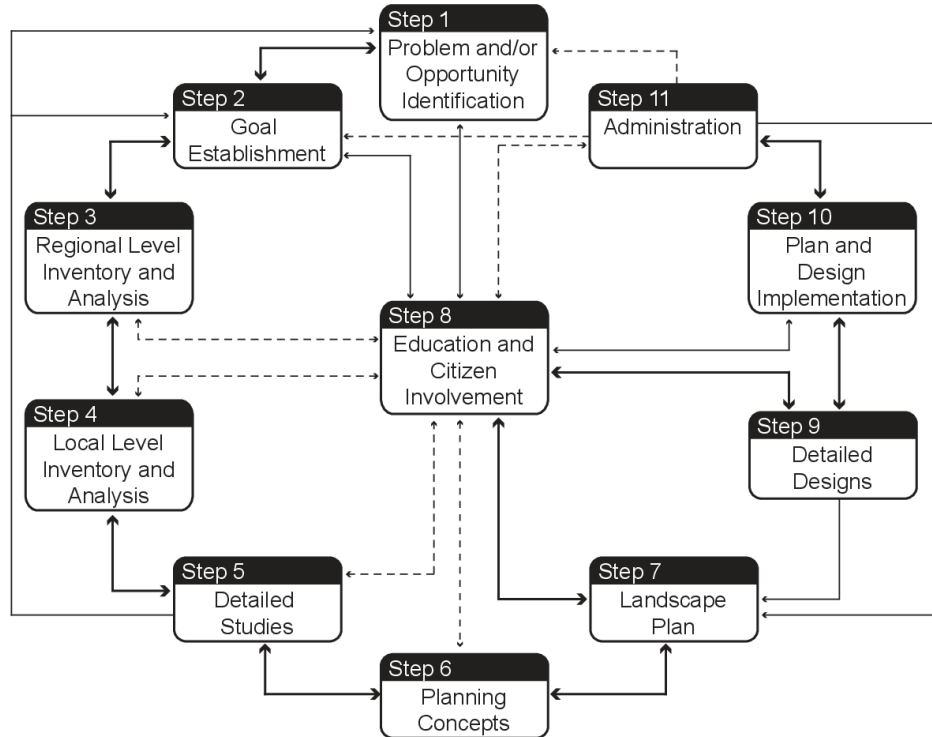 Step 1
Problem and/or
Opportunity
Identification
Step 2
Goal
Establishment
Step 11
Administration
Step 3
Regional Level
Inventory and
Analysis
Step 10
Plan and
Design
Implementation
Step 8
Education and
Citizen
Involvement
Step 4
Local Level
Inventory and
Analysis
Step 9
Detailed
Designs
Step 5
Detailed
Studies
Step 7
Landscape
Plan
Step 6
Planning
Concepts